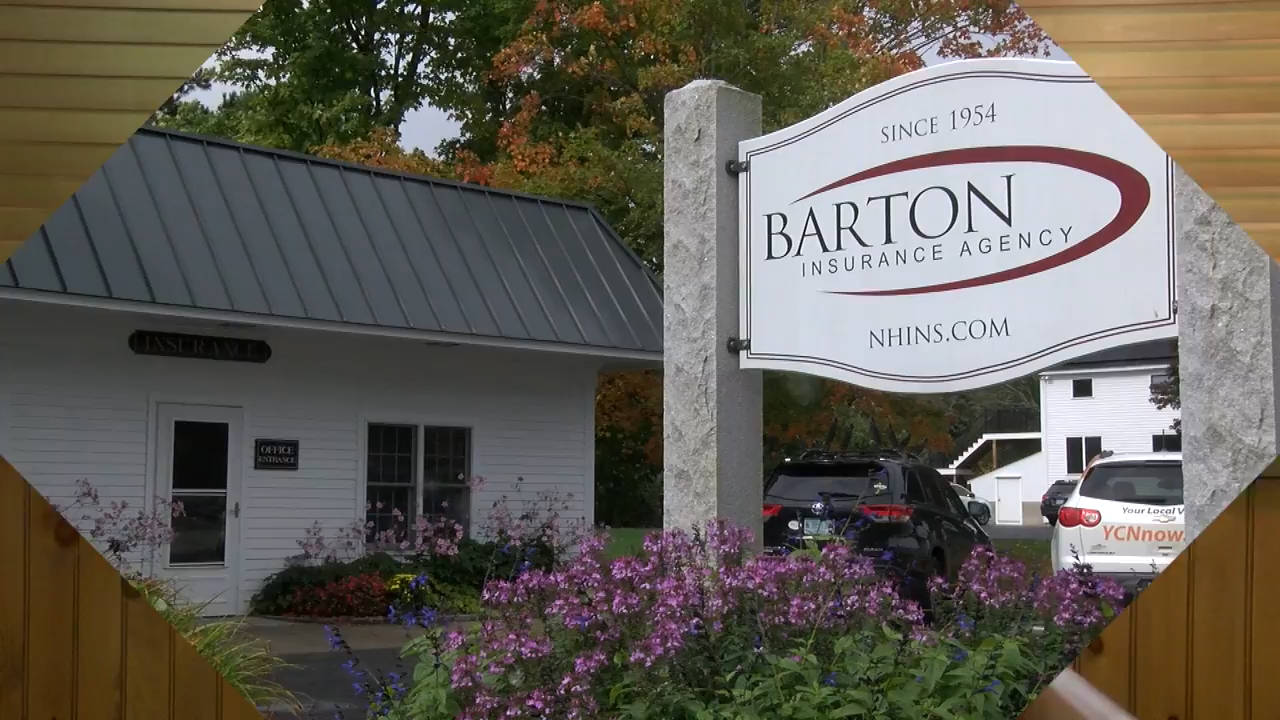 SINCE 1954
BARTON
INSURANCE AGENCY
NHINS.COM
INSURANCE
OFFICE
ENTRANCE
Your Local
YCNnow